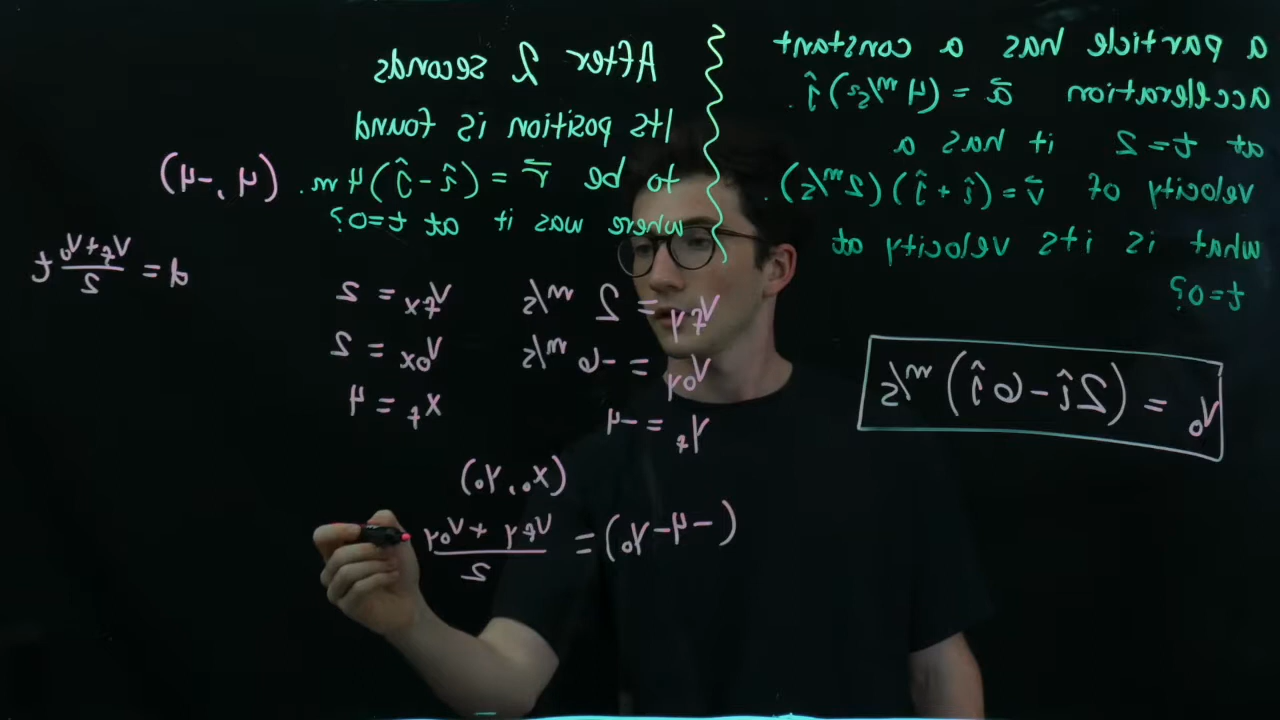 a particle has a constant
acceleration a⃗ = (4 m/s²) ĵ.
at t=2 it has a
velocity of v⃗ = (î + ĵ)(2 m/s).
what is its velocity at
t=0?
V₀ = (2î - 6ĵ) m/s
After 2 seconds
Its position is found
to be r⃗ = (î - ĵ) 4 m. (4, -4)
where was it at t=0?
d = (V_f + V₀)/2 t
V_fy = 2 m/s V_fx = 2
V_oy = -6 m/s V_ox = 2
Y_f = -4 X_f = 4
(X₀, Y₀)
(-4 - Y₀) = (V_fy + V_oy)/2